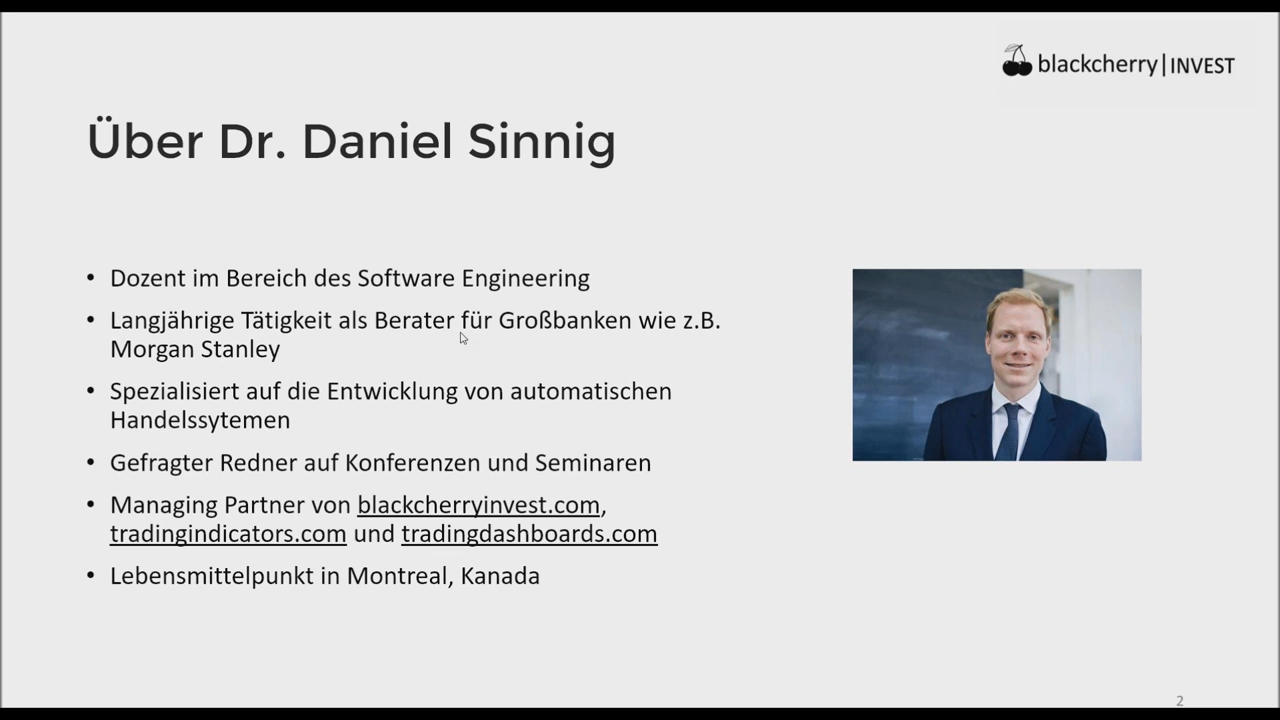 blackcherry|INVEST
Über Dr. Daniel Sinnig
• Dozent im Bereich des Software Engineering
• Langjährige Tätigkeit als Berater für Großbanken wie z.B.
Morgan Stanley
• Spezialisiert auf die Entwicklung von automatischen
Handelssytemen
• Gefragter Redner auf Konferenzen und Seminaren
• Managing Partner von blackcherryinvest.com,
tradingindicators.com und tradingdashboards.com
• Lebensmittelpunkt in Montreal, Kanada
2